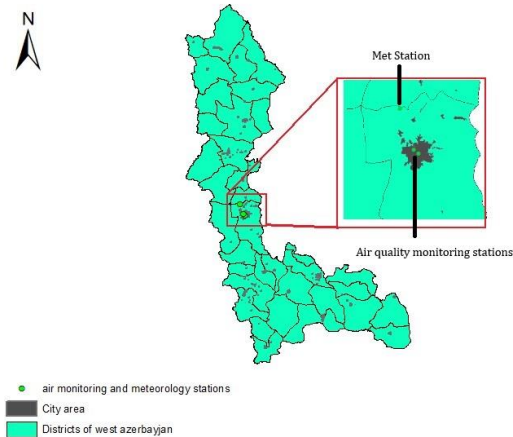 N
Met Station
Air quality monitoring stations
air monitoring and meteorology stations
City area
Districts of west azerbayjan